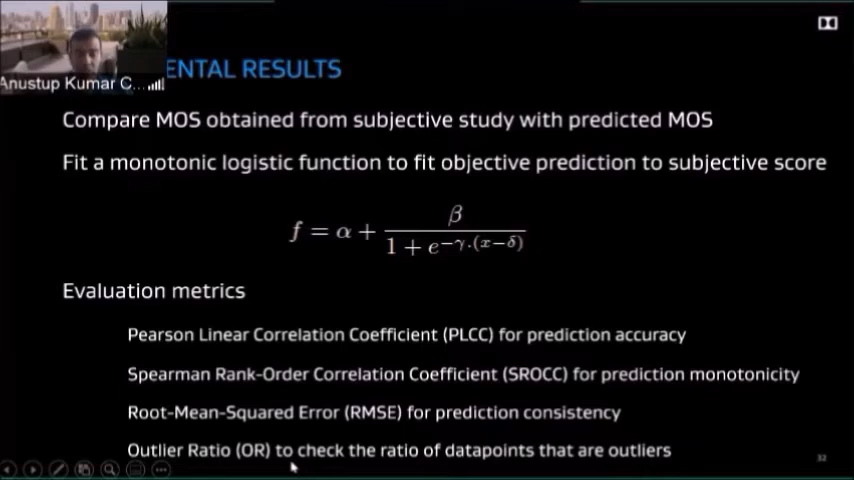 Anustup Kumar C...
ENTAL RESULTS
Compare MOS obtained from subjective study with predicted MOS
Fit a monotonic logistic function to fit objective prediction to subjective score
f = α + β / (1 + e^{−γ.(x−δ)})
Evaluation metrics
Pearson Linear Correlation Coefficient (PLCC) for prediction accuracy
Spearman Rank-Order Correlation Coefficient (SROCC) for prediction monotonicity
Root-Mean-Squared Error (RMSE) for prediction consistency
Outlier Ratio (OR) to check the ratio of datapoints that are outliers
32